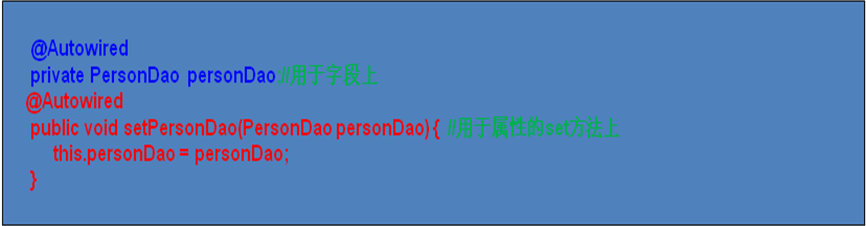 @Autowired
private PersonDao personDao;//用于字段上
@Autowired
public void setPersonDao(PersonDao personDao) { //用于属性的set方法上
this.personDao = personDao;
}